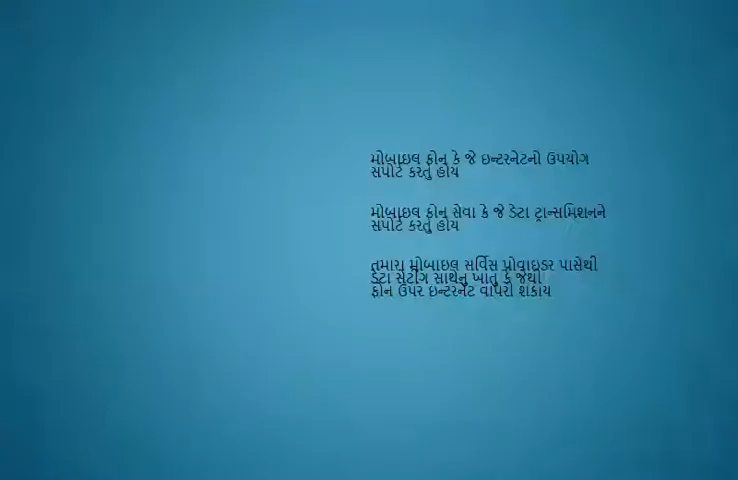 મોબાઇલ ફોન કે જે ઇન્ટરનેટનો ઉપયોગ
સપોર્ટ કરતું હોય
મોબાઇલ ફોન સેવા કે જે ડેટા ટ્રાન્સમિશનને
સપોર્ટ કરતું હોય
તમારા મોબાઇલ સર્વિસ પ્રોવાઇડર પાસેથી
ડેટા સેટીંગ સાથેનું ખાતું કે જેથી
ફોન ઉપર ઇન્ટરનેટ વાપરી શકાય